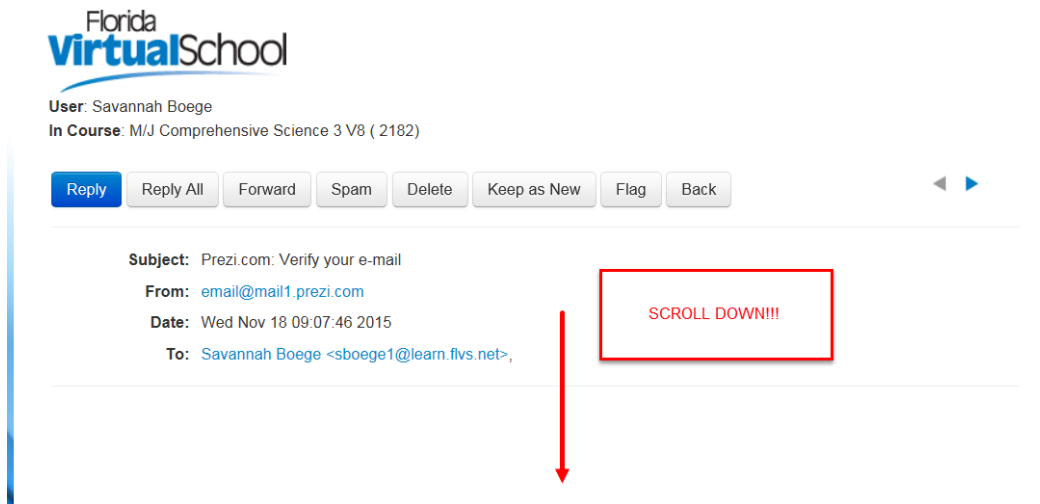 Florida
VirtualSchool
User: Savannah Boege
In Course: M/J Comprehensive Science 3 V8 ( 2182)
Reply Reply All Forward Spam Delete Keep as New Flag Back
Subject: Prezi.com: Verify your e-mail
From: email@mail1.prezi.com
Date: Wed Nov 18 09:07:46 2015
To: Savannah Boege <sboege1@learn.flvs.net>,
SCROLL DOWN!!!